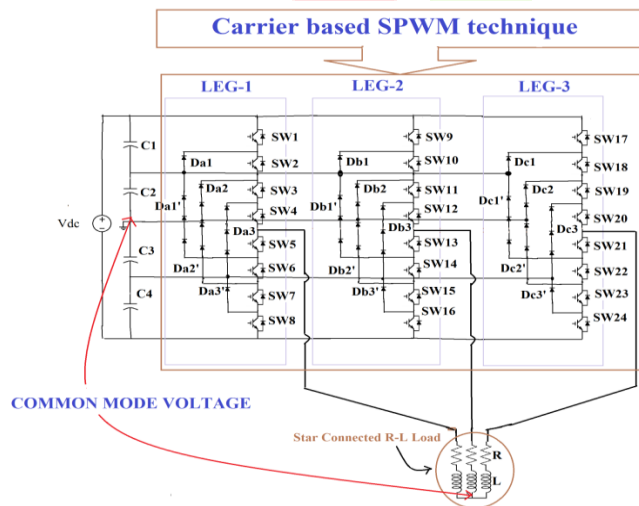 Carrier based SPWM technique
LEG-1 LEG-2 LEG-3
C1 SW1 SW9 SW17
Da1 SW2 Db1 SW10 Dc1 SW18
C2 Da2 SW3 Db2 SW11 Dc2 SW19
Da1' Db1' Dc1'
SW4 SW12 SW20
Vdc Da3 Db3 Dc3
SW5 SW13 SW21
C3 Da2' SW6 Db2' SW14 Dc2' SW22
C4 Da3' SW7 Db3' SW15 Dc3' SW23
SW8 SW16 SW24
COMMON MODE VOLTAGE
Star Connected R-L Load
R
L